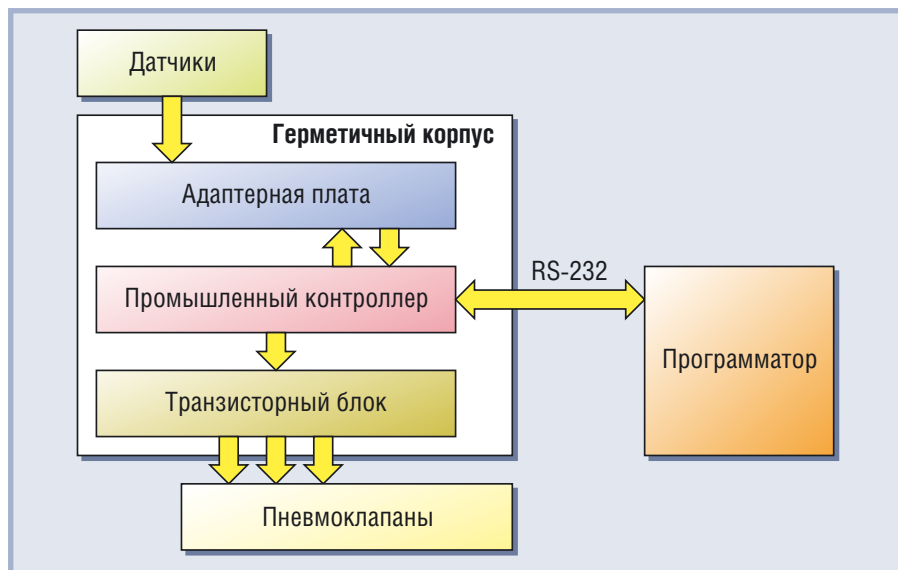 Датчики
Герметичный корпус
Адаптерная плата
Промышленный контроллер
RS-232
Программатор
Транзисторный блок
Пневмоклапаны